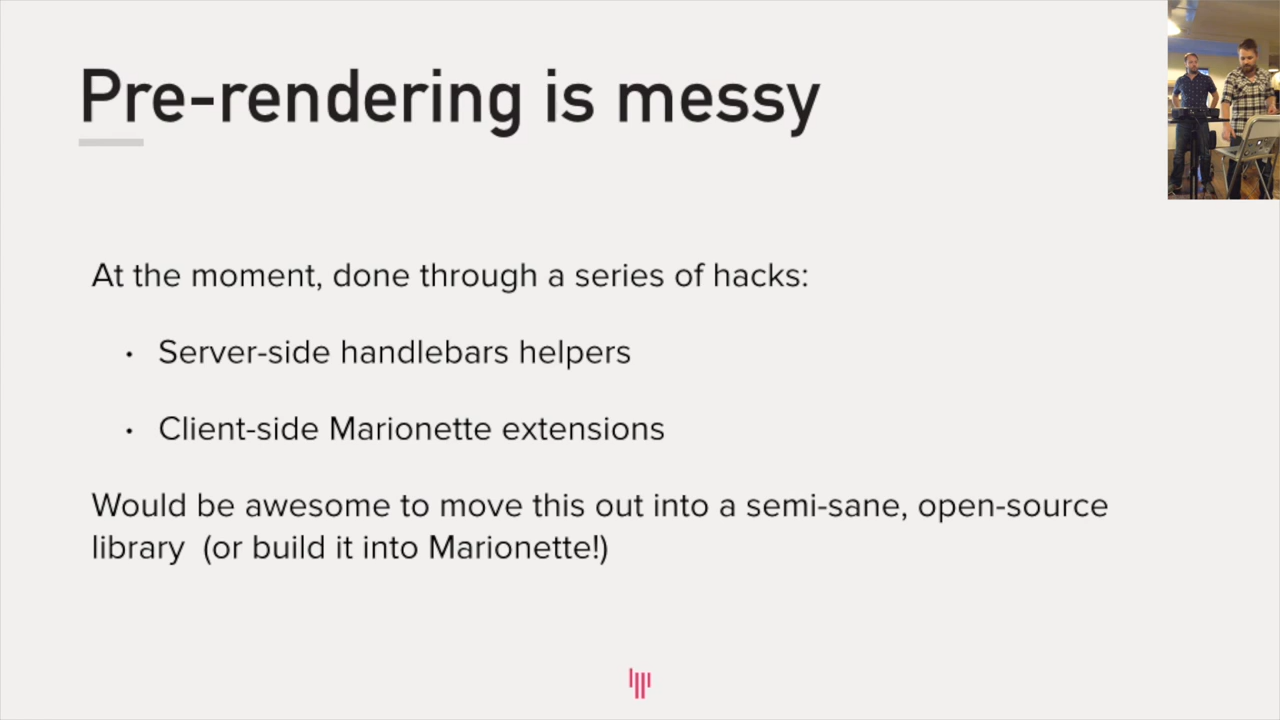 Pre-rendering is messy
At the moment, done through a series of hacks:
• Server-side handlebars helpers
• Client-side Marionette extensions
Would be awesome to move this out into a semi-sane, open-source
library (or build it into Marionette!)